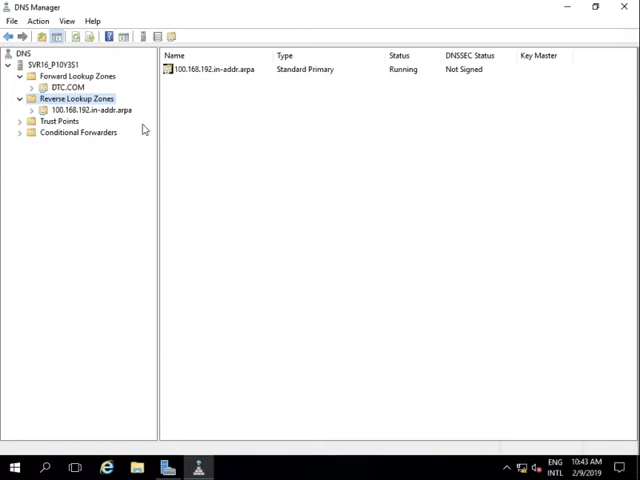 DNS Manager
File Action View Help
DNS
SVR16_P10Y3S1
Forward Lookup Zones
DTC.COM
Reverse Lookup Zones
100.168.192.in-addr.arpa
Trust Points
Conditional Forwarders
Name Type Status DNSSEC Status Key Master
100.168.192.in-addr.arpa Standard Primary Running Not Signed
ENG 10:43 AM
INTL 2/9/2019